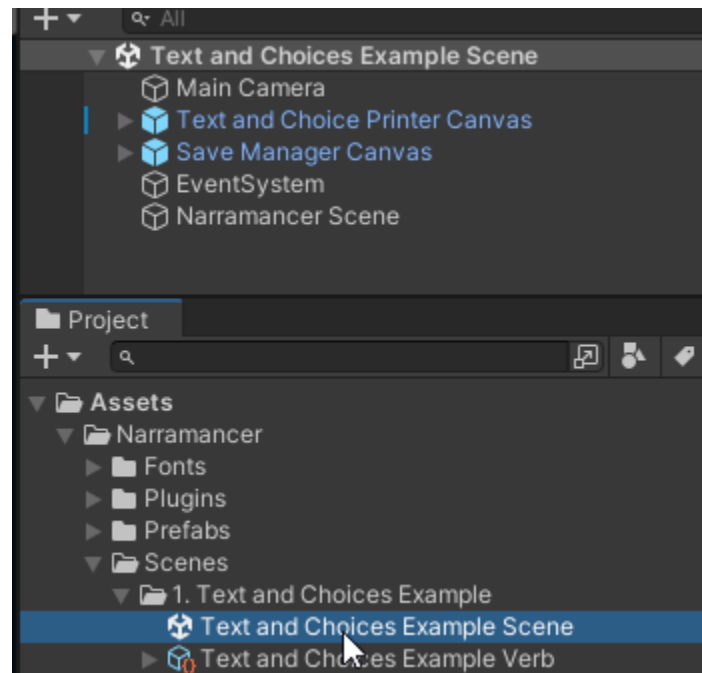 All
Text and Choices Example Scene
Main Camera
Text and Choice Printer Canvas
Save Manager Canvas
EventSystem
Narramancer Scene
Project
Assets
Narramancer
Fonts
Plugins
Prefabs
Scenes
1. Text and Choices Example
Text and Choices Example Scene
Text and Choices Example Verb